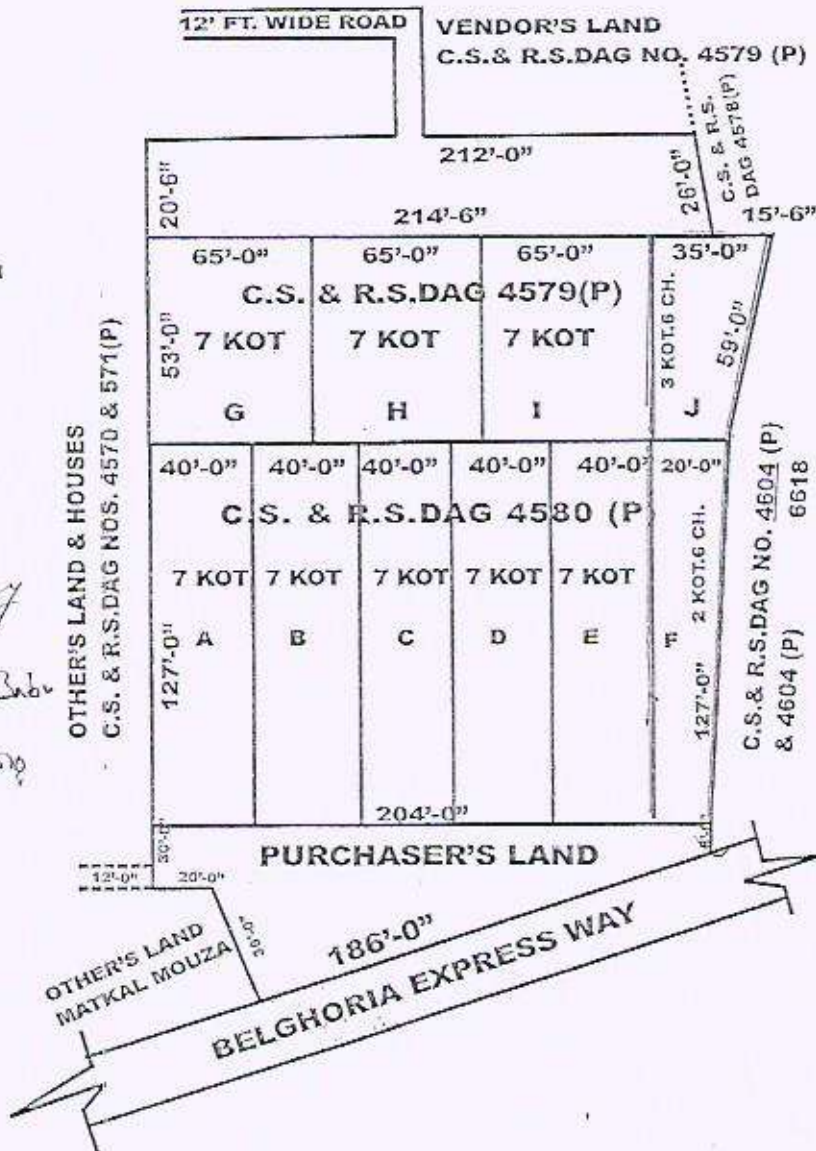 12' FT. WIDE ROAD
VENDOR'S LAND
C.S.& R.S.DAG NO. 4579 (P)
C.S. & R.S.
DAG 4578(P)
212'-0"
20'-6"
26'-0"
214'-6"
15'-6"
65'-0" 65'-0" 65'-0" 35'-0"
C.S. & R.S.DAG 4579(P)
53'-0"
7 KOT 7 KOT 7 KOT
3 KOT.6 CH.
59'-0"
G H I J
OTHER'S LAND & HOUSES
C.S. & R.S.DAG NOS. 4570 & 571(P)
40'-0" 40'-0" 40'-0" 40'-0" 40'-0' 20'-0"
C.S. & R.S.DAG 4580 (P
7 KOT 7 KOT 7 KOT 7 KOT 7 KOT
2 KOT.6 CH.
A B C D E F
127'-0"
127'-0"
C.S.& R.S.DAG NO. 4604 (P)
6618
& 4604 (P)
Babu
204'-0"
30'-0"
PURCHASER'S LAND
12'-0" 20'-0"
OTHER'S LAND
MATKAL MOUZA
186'-0"
BELGHORIA EXPRESS WAY